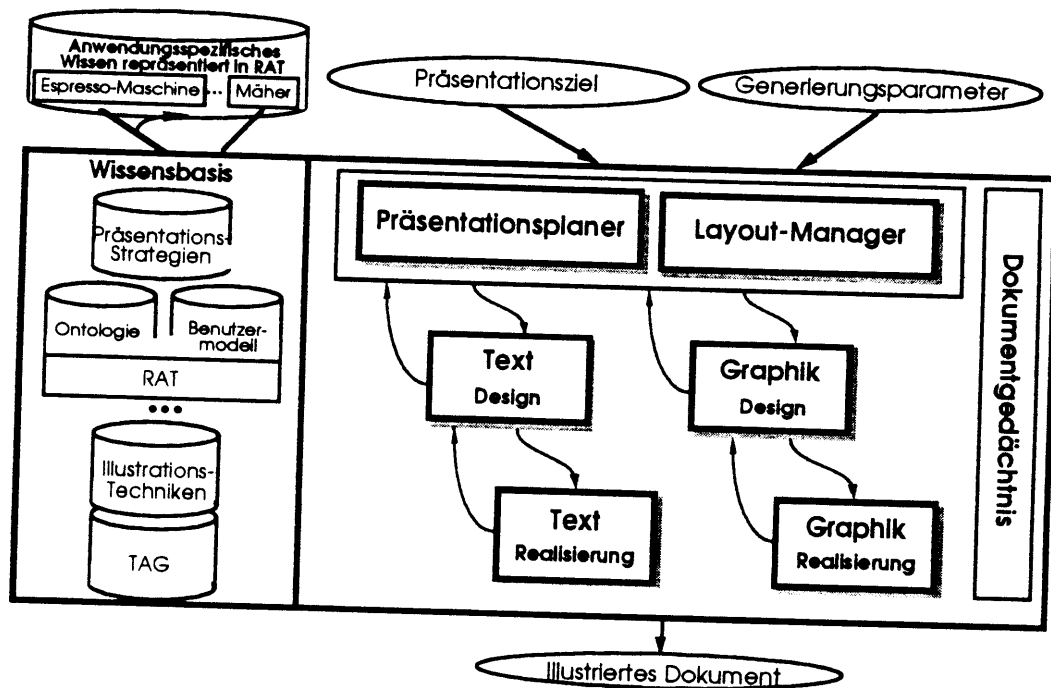 Anwendungsspezifisches
Wissen repräsentiert in RAT
Espresso-Maschine ... Mäher
Präsentationsziel
Generierungsparameter
Wissensbasis
Präsentations-
Strategien
Ontologie
Benutzer-
modell
RAT
Illustrations-
Techniken
TAG
Präsentationsplaner
Layout-Manager
Text
Design
Graphik
Design
Text
Realisierung
Graphik
Realisierung
Dokumentgedächtnis
Illustriertes Dokument